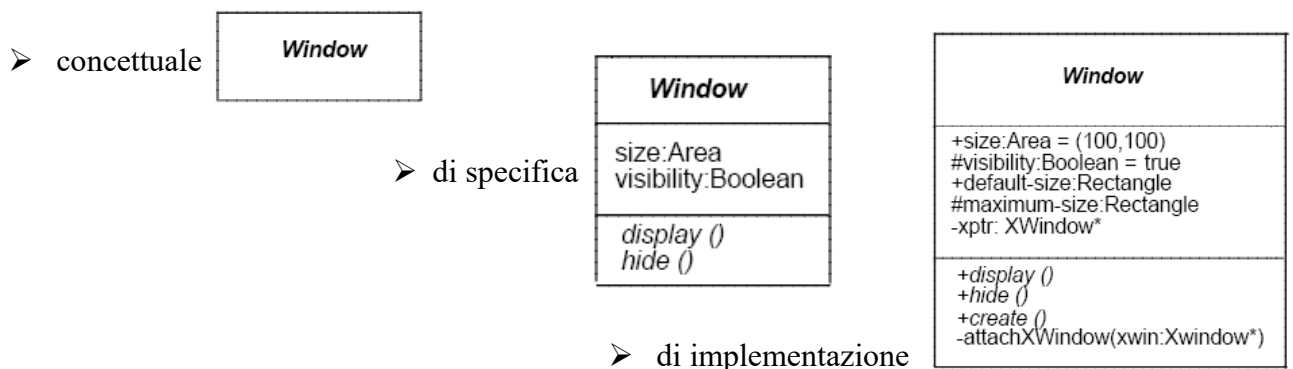 ➤ concettuale
Window
➤ di specifica
Window
size:Area
visibility:Boolean
display ()
hide ()
➤ di implementazione
Window
+size:Area = (100,100)
#visibility:Boolean = true
+default-size:Rectangle
#maximum-size:Rectangle
-xptr: XWindow*
+display ()
+hide ()
+create ()
-attachXWindow(xwin:Xwindow*)